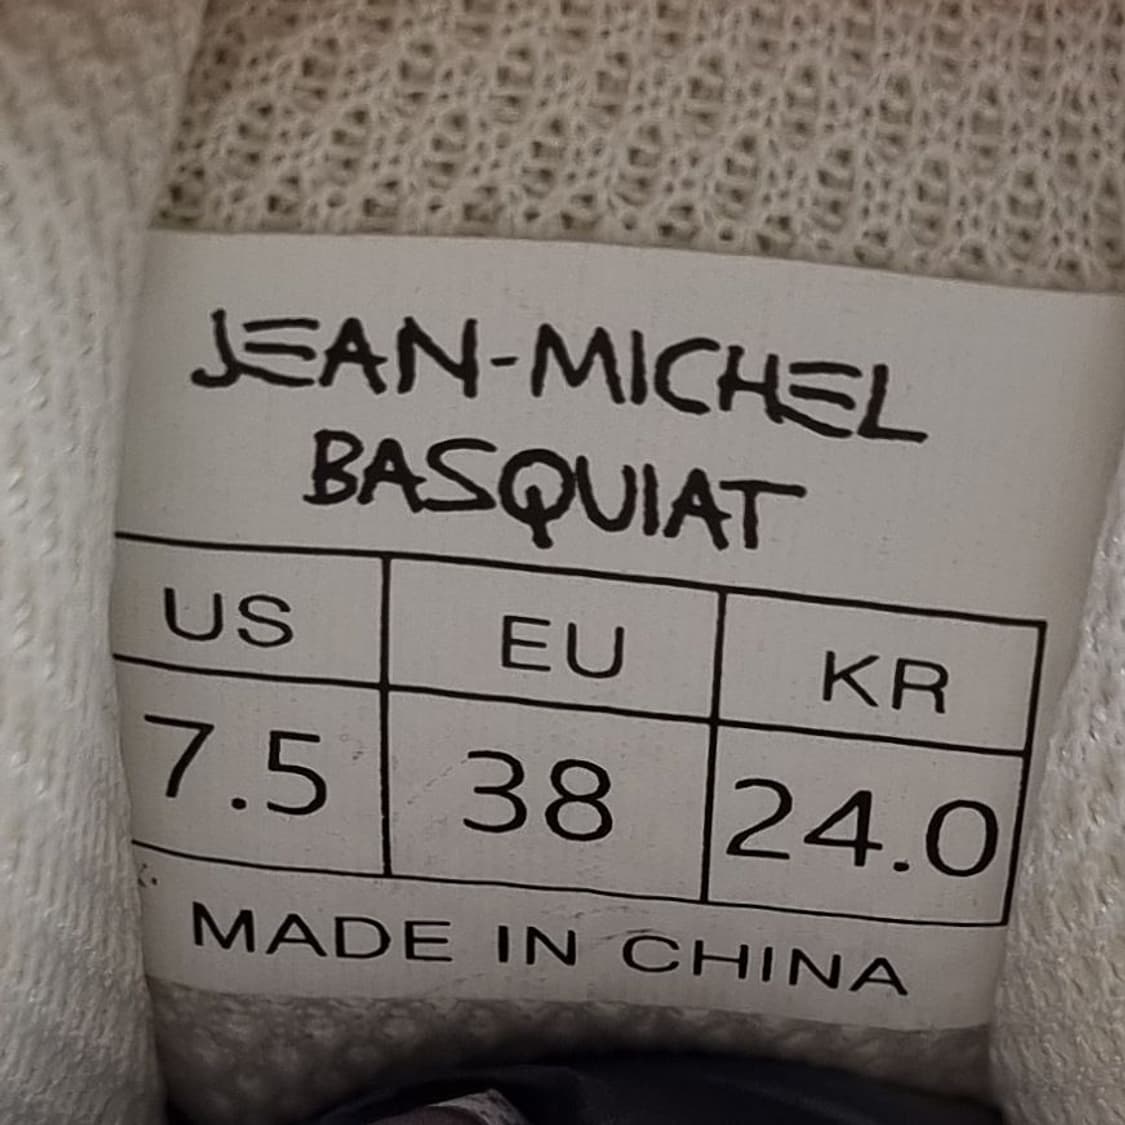 JEAN-MICHEL
BASQUIAT
US EU KR
7.5 38 24.0
MADE IN CHINA